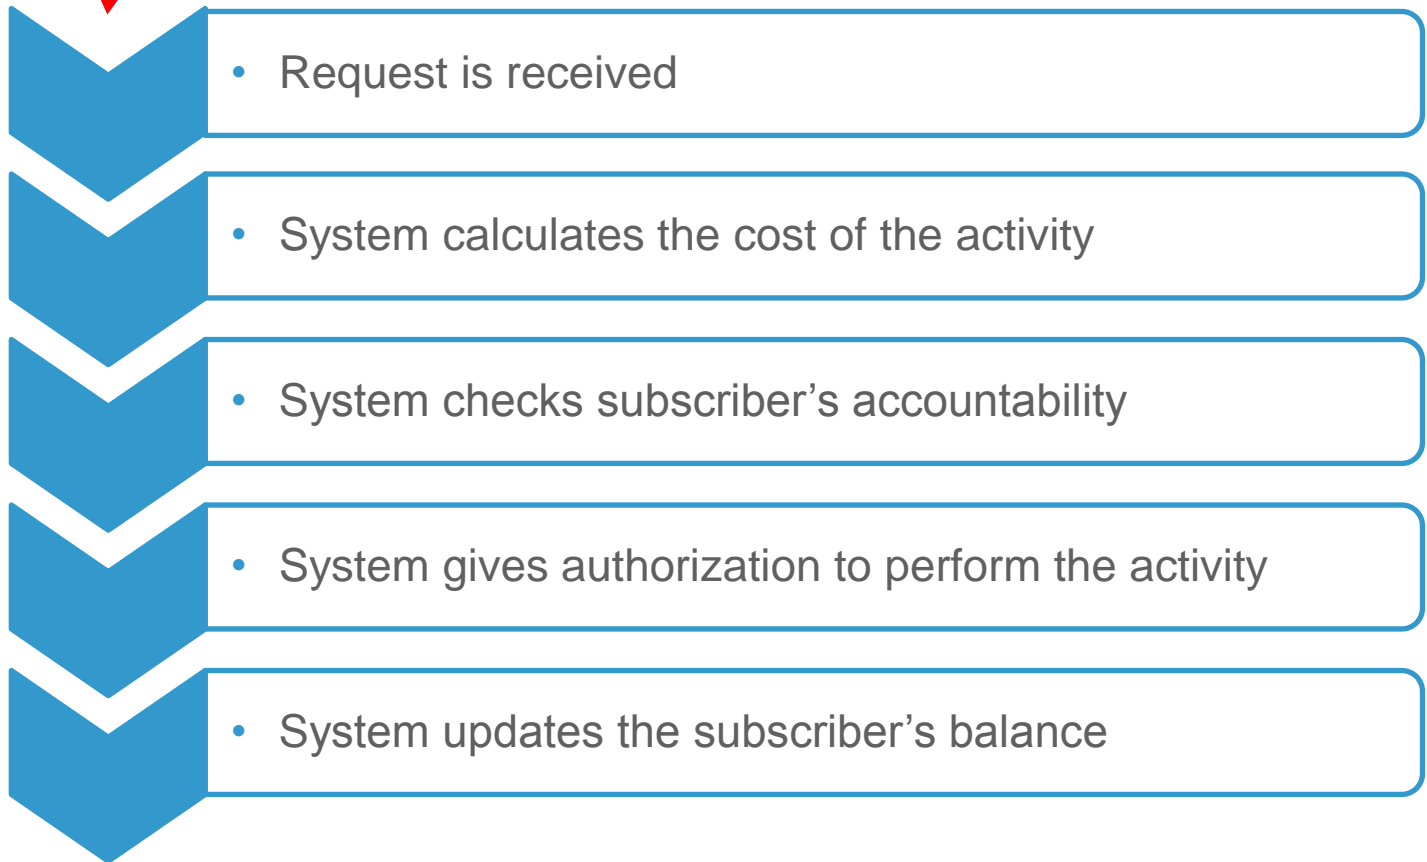 • Request is received
• System calculates the cost of the activity
• System checks subscriber’s accountability
• System gives authorization to perform the activity
• System updates the subscriber’s balance